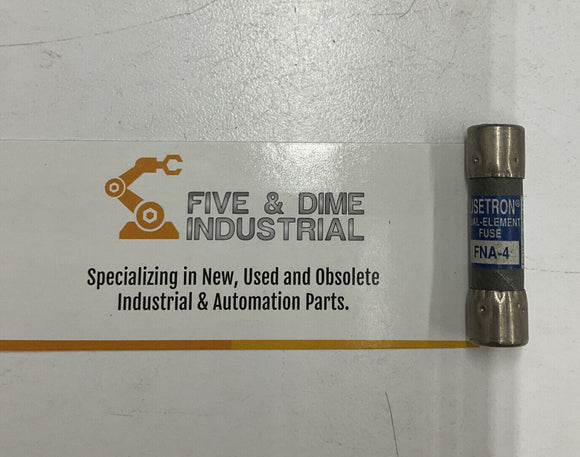 FIVE & DIME
INDUSTRIAL
Specializing in New, Used and Obsolete
Industrial & Automation Parts.
USETRON®
AL-ELEMENT
FUSE
FNA-4